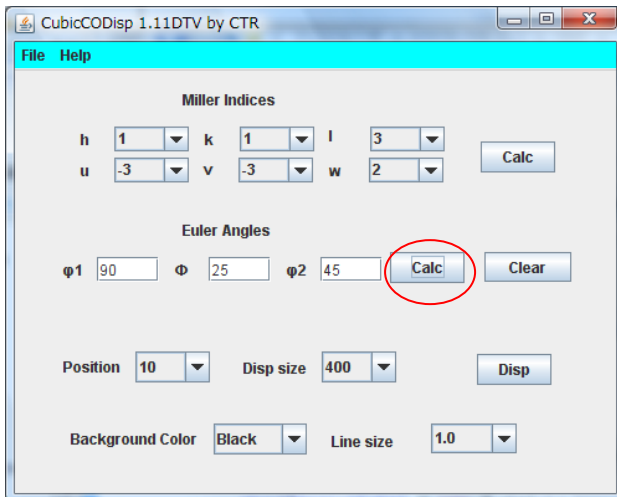 CubicCODisp 1.11DTV by CTR
File Help
Miller Indices
h 1 k 1 l 3
u -3 v -3 w 2
Calc
Euler Angles
φ1 90 Φ 25 φ2 45 Calc Clear
Position 10 Disp size 400 Disp
Background Color Black Line size 1.0